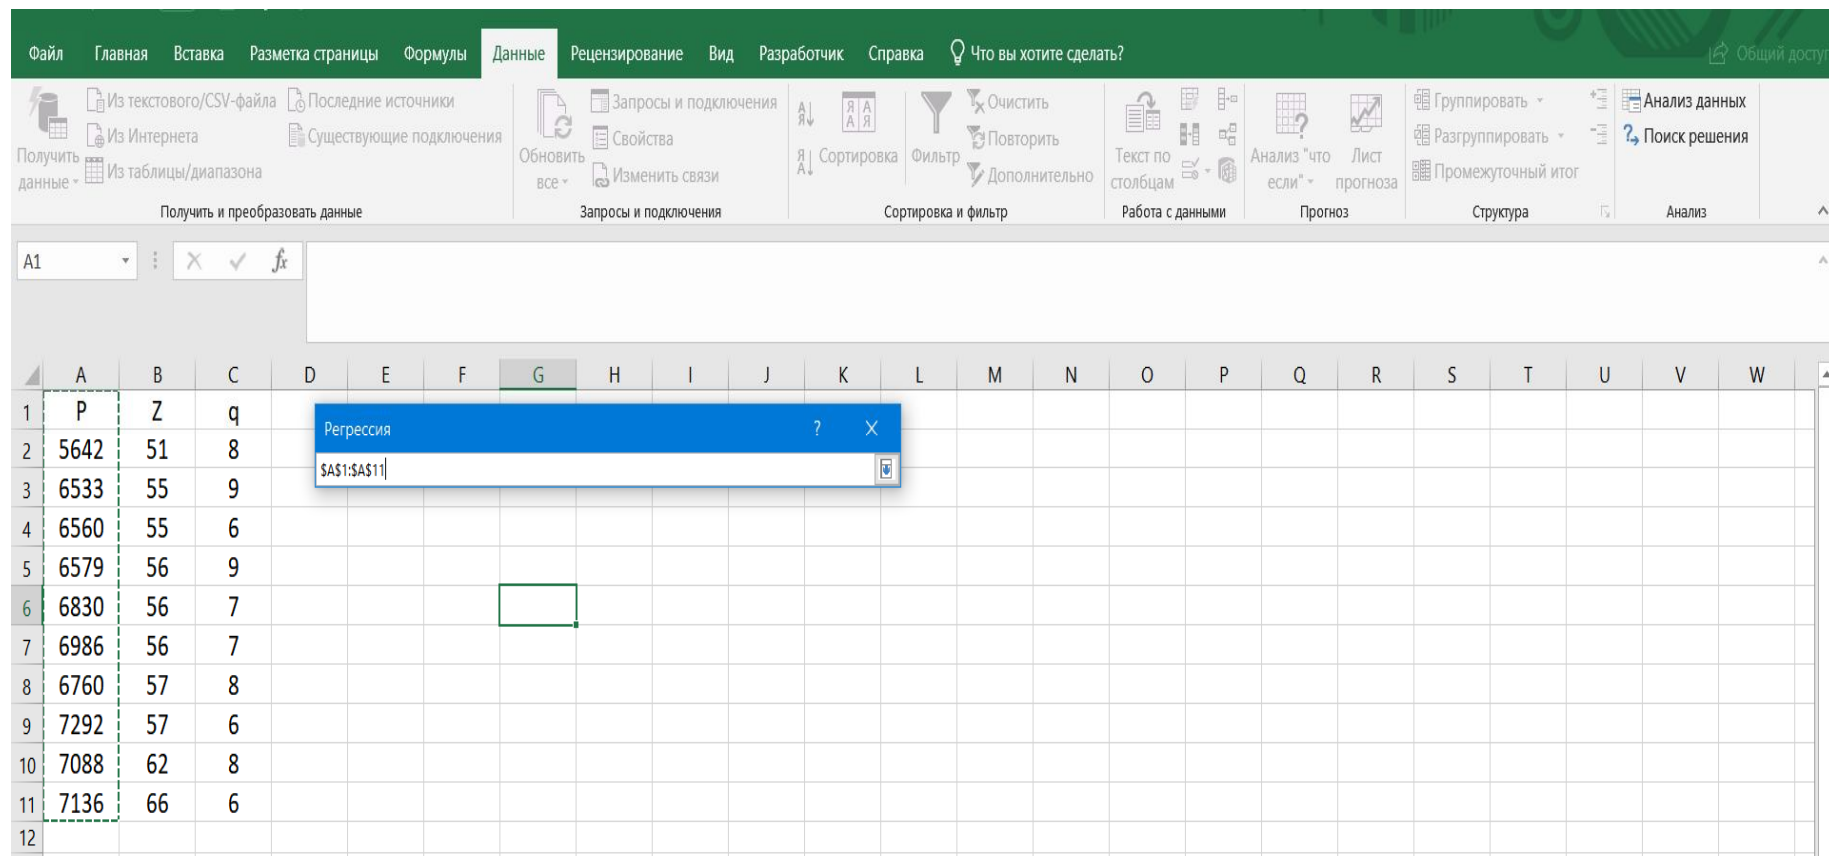 Файл Главная Вставка Разметка страницы Формулы Данные Рецензирование Вид Разработчик Справка Что вы хотите сделать? Общий доступ
Получить данные
Из текстового/CSV-файла
Из Интернета
Из таблицы/диапазона
Последние источники
Существующие подключения
Получить и преобразовать данные
Обновить все
Запросы и подключения
Свойства
Изменить связи
Запросы и подключения
Сортировка
Фильтр
Очистить
Повторить
Дополнительно
Сортировка и фильтр
Текст по столбцам
Работа с данными
Анализ "что если"
Лист прогноза
Прогноз
Группировать
Разгруппировать
Промежуточный итог
Структура
Анализ данных
Поиск решения
Анализ
A1 fx
A B C D E F G H I J K L M N O P Q R S T U V W
1 P Z q
2 5642 51 8
3 6533 55 9
4 6560 55 6
5 6579 56 9
6 6830 56 7
7 6986 56 7
8 6760 57 8
9 7292 57 6
10 7088 62 8
11 7136 66 6
12
Регрессия ?
$A$1:$A$11